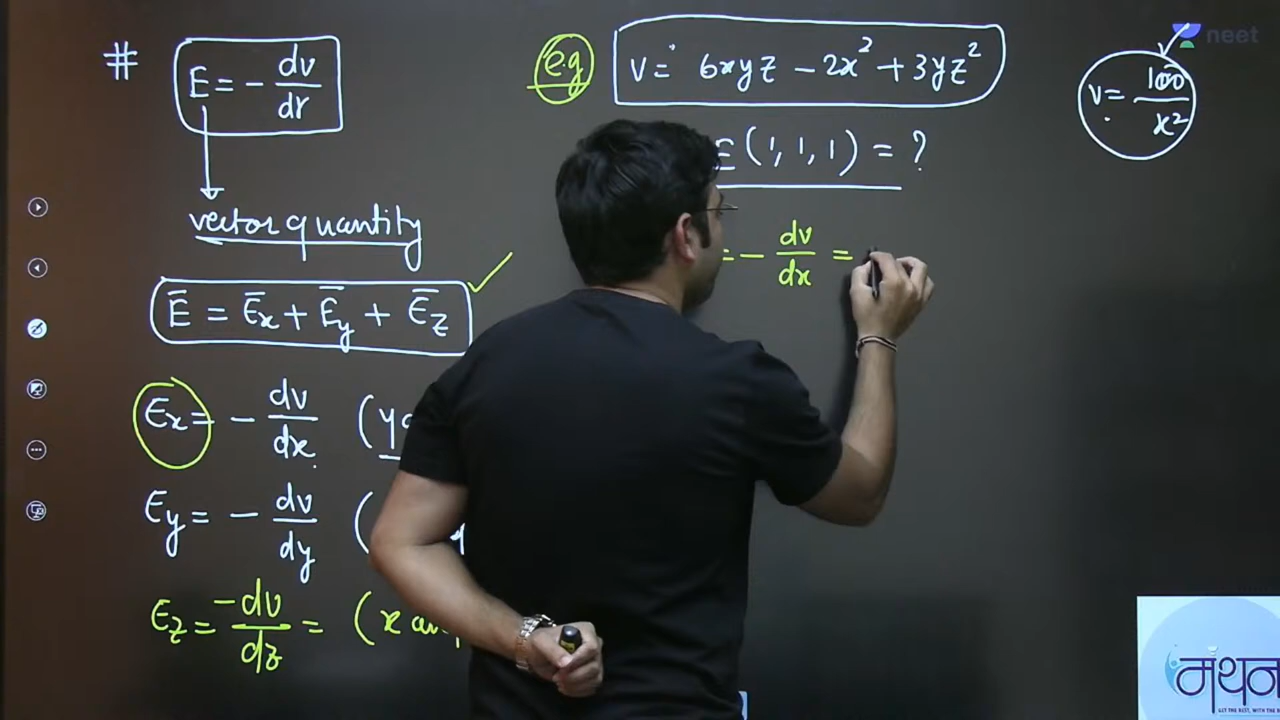 # E = - dv/dr
vector quantity
Ē = Ēx + Ēy + Ēz
Ex = - dv/dx (
Ey = - dv/dy (
Ez = -dv/dz = (x
e.g v = 6xyz - 2x² + 3yz²
(1,1,1) = ?
= - dv/dx =
v = 100/x²
neet
मंथन